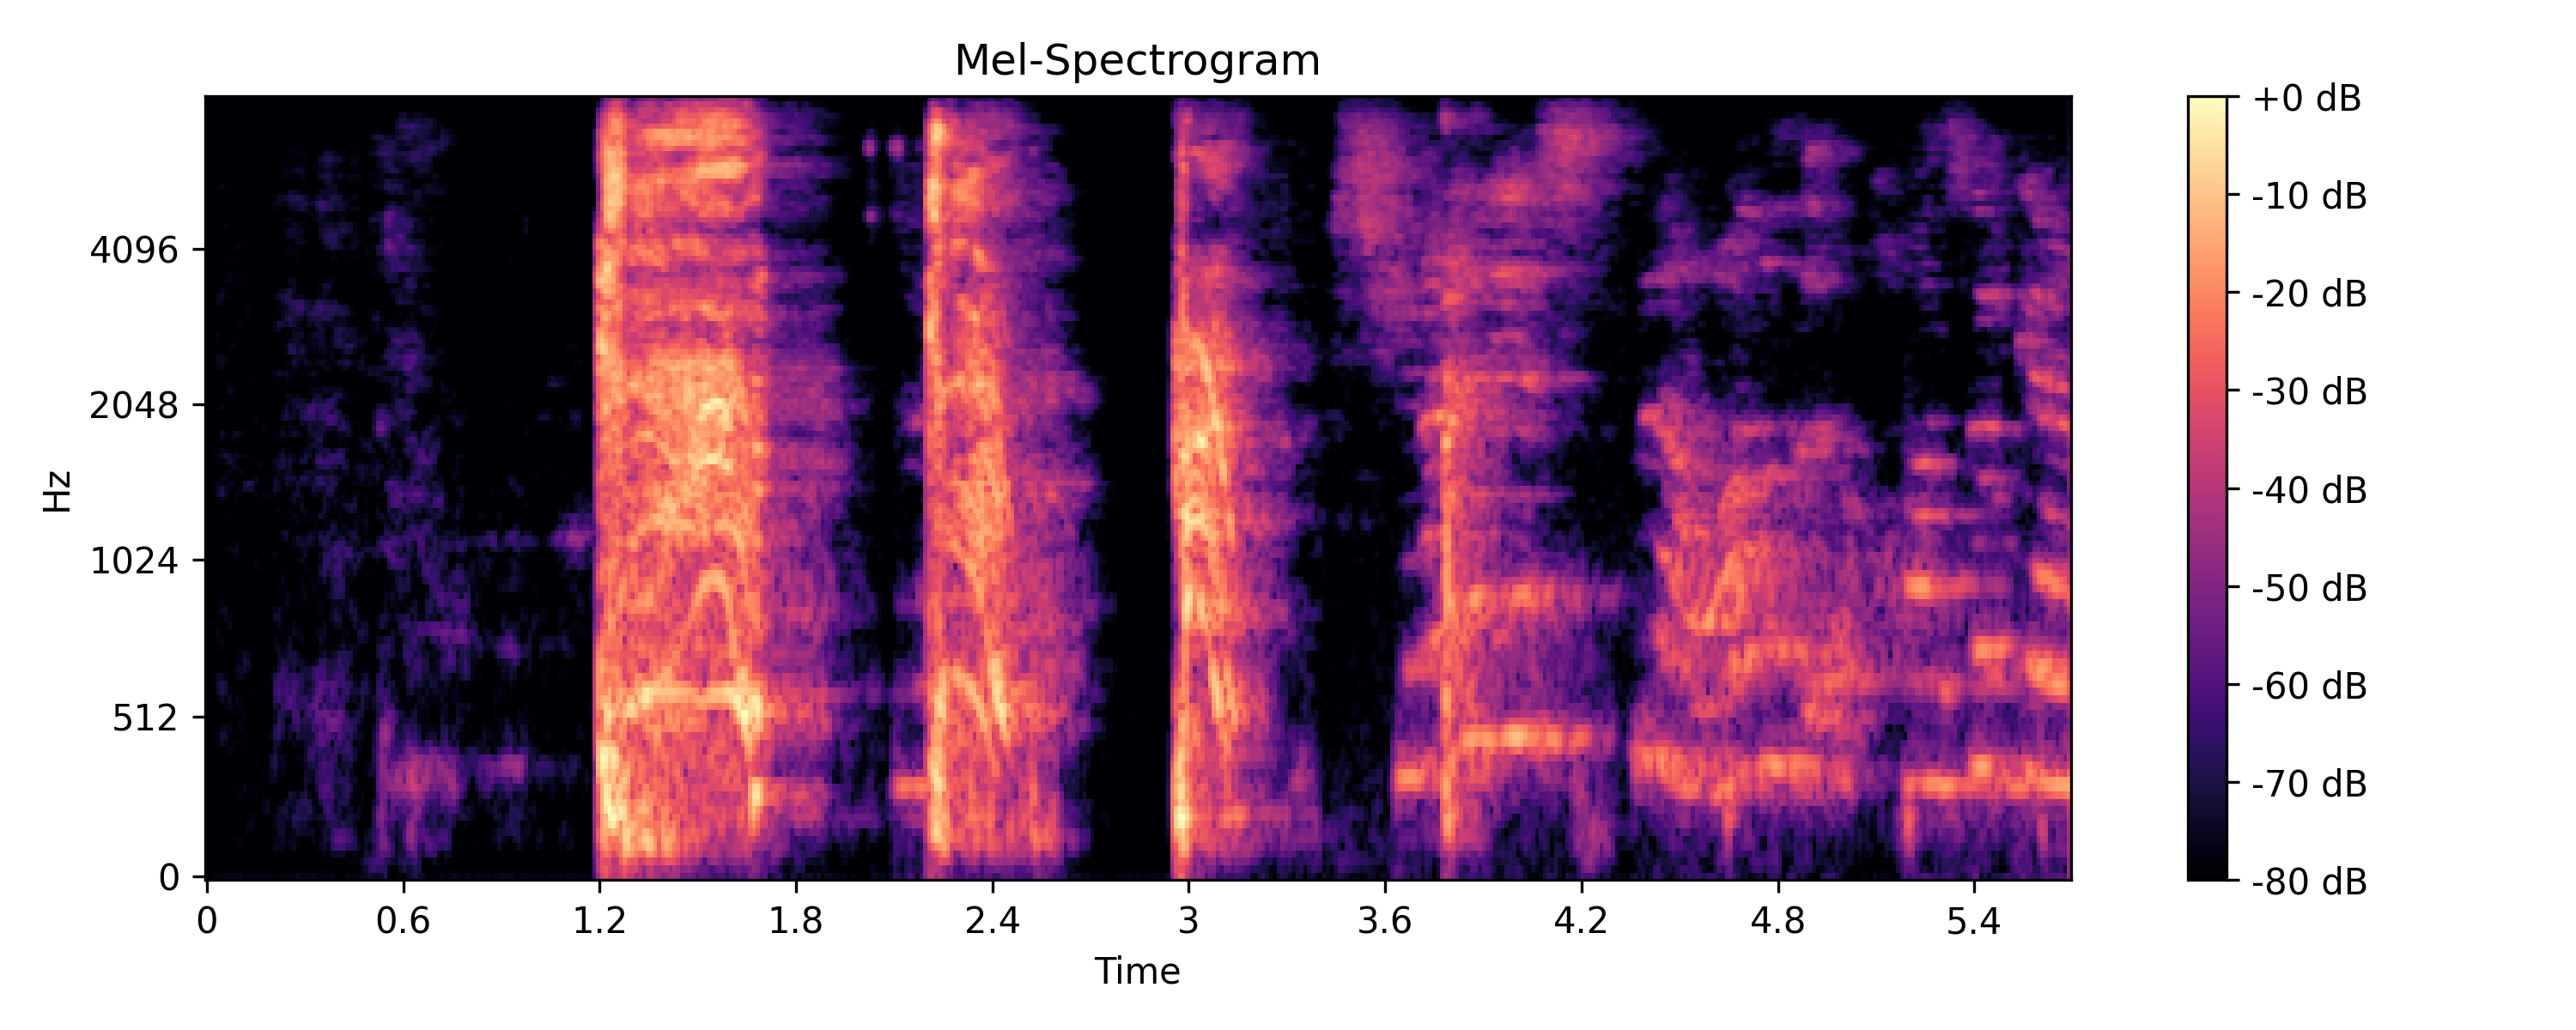 Mel-Spectrogram
+0 dB
-10 dB
-20 dB
-30 dB
-40 dB
-50 dB
-60 dB
-70 dB
-80 dB
Hz
4096
2048
1024
512
0
0 0.6 1.2 1.8 2.4 3 3.6 4.2 4.8 5.4
Time